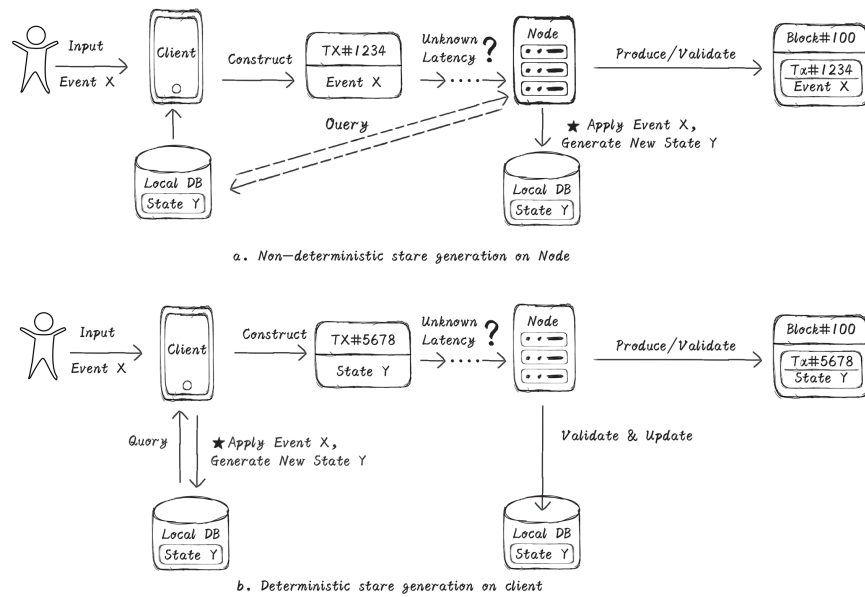 Input
Event X
Client
Construct
TX#1234
Event X
Unknown
Latency ?
Node
Produce/Validate
Block#100
Tx#1234
Event X
Query
★ Apply Event X,
Generate New State Y
Local DB
State Y
Local DB
State Y
a. Non-deterministic stare generation on Node
Input
Event X
Client
Construct
TX#5678
State Y
Unknown
Latency ?
Node
Produce/Validate
Block#100
Tx#5678
State Y
Query
★ Apply Event X,
Generate New State Y
Validate & Update
Local DB
State Y
Local DB
State Y
b. Deterministic stare generation on client